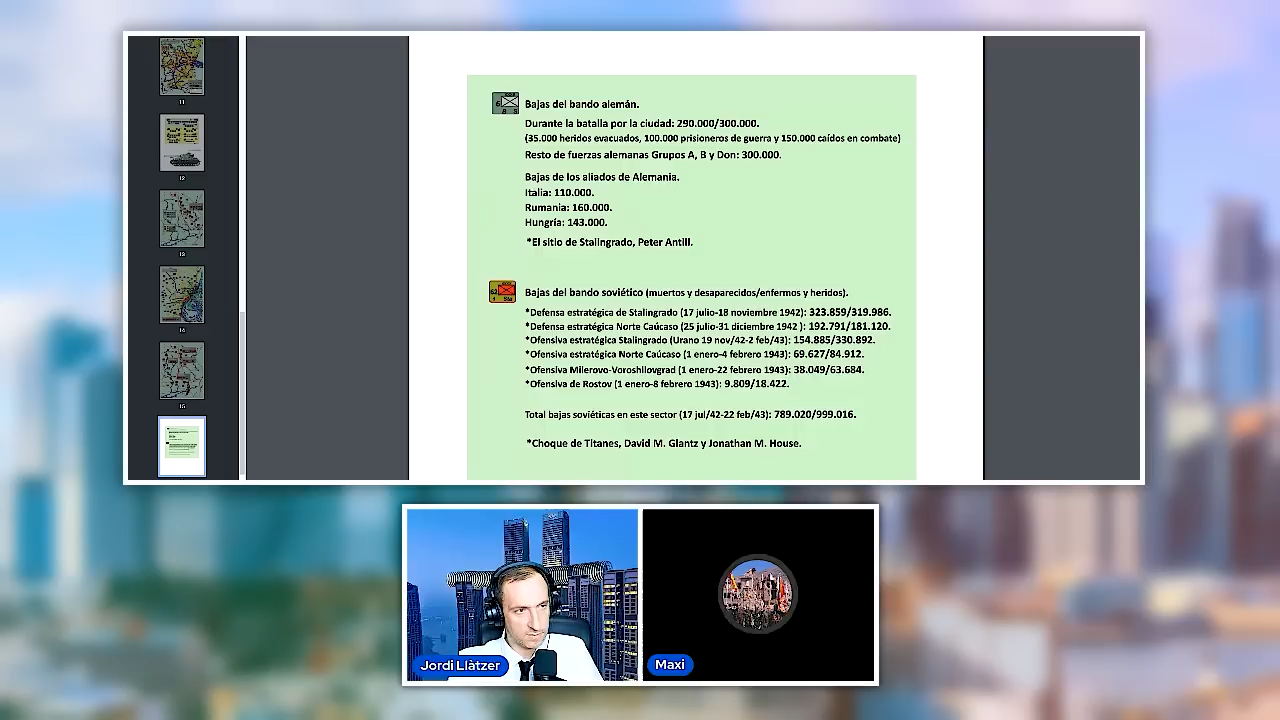 11
12
13
14
15
Bajas del bando alemán.
Durante la batalla por la ciudad: 290.000/300.000.
(35.000 heridos evacuados, 100.000 prisioneros de guerra y 150.000 caídos en combate)
Resto de fuerzas alemanas Grupos A, B y Don: 300.000.
Bajas de los aliados de Alemania.
Italia: 110.000.
Rumania: 160.000.
Hungría: 143.000.
*El sitio de Stalingrado, Peter Antill.
Bajas del bando soviético (muertos y desaparecidos/enfermos y heridos).
*Defensa estratégica de Stalingrado (17 julio-18 noviembre 1942): 323.859/319.986.
*Defensa estratégica Norte Caúcaso (25 julio-31 diciembre 1942 ): 192.791/181.120.
*Ofensiva estratégica Stalingrado (Urano 19 nov/42-2 feb/43): 154.885/330.892.
*Ofensiva estratégica Norte Caúcaso (1 enero-4 febrero 1943): 69.627/84.912.
*Ofensiva Milerovo-Voroshilovgrad (1 enero-22 febrero 1943): 38.049/63.684.
*Ofensiva de Rostov (1 enero-8 febrero 1943): 9.809/18.422.
Total bajas soviéticas en este sector (17 jul/42-22 feb/43): 789.020/999.016.
*Choque de Titanes, David M. Glantz y Jonathan M. House.
Jordi Llàtzer
Maxi